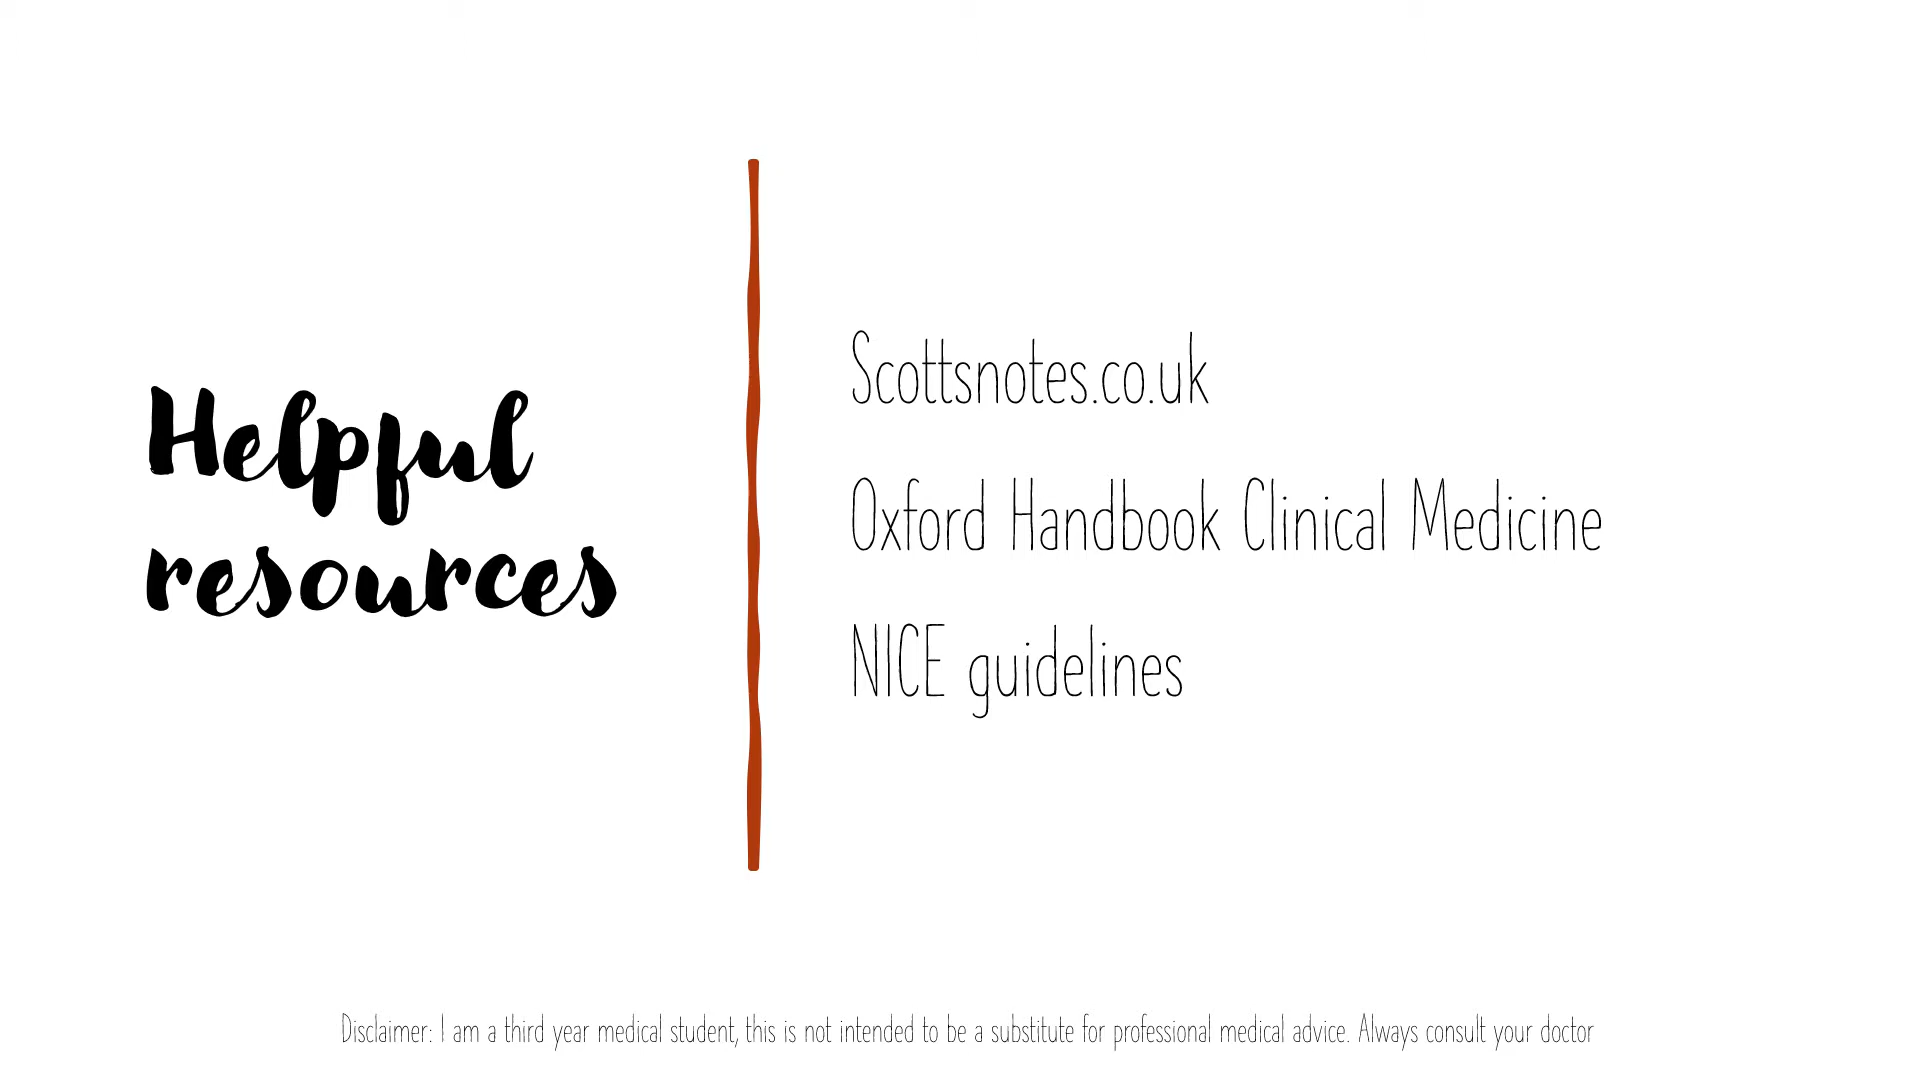 Helpful
resources
Scottsnotes.co.uk
Oxford Handbook Clinical Medicine
NICE guidelines
Disclaimer: I am a third year medical student, this is not intended to be a substitute for professional medical advice. Always consult your doctor